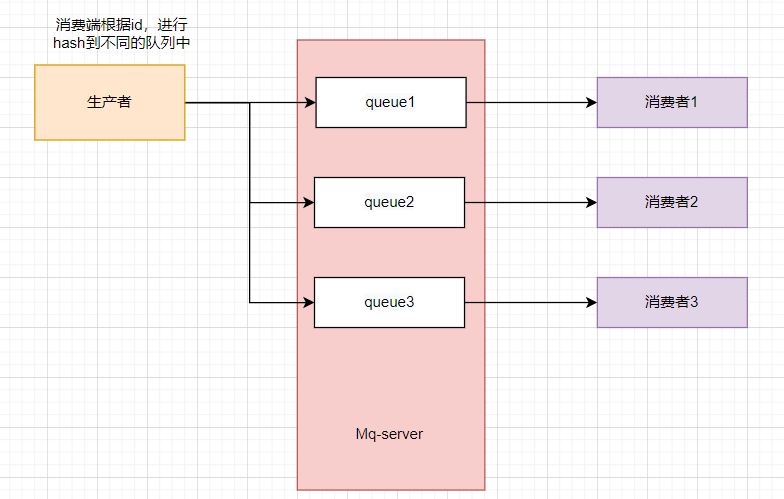 消费端根据id，进行
hash到不同的队列中
生产者
queue1
消费者1
queue2
消费者2
queue3
消费者3
Mq-server